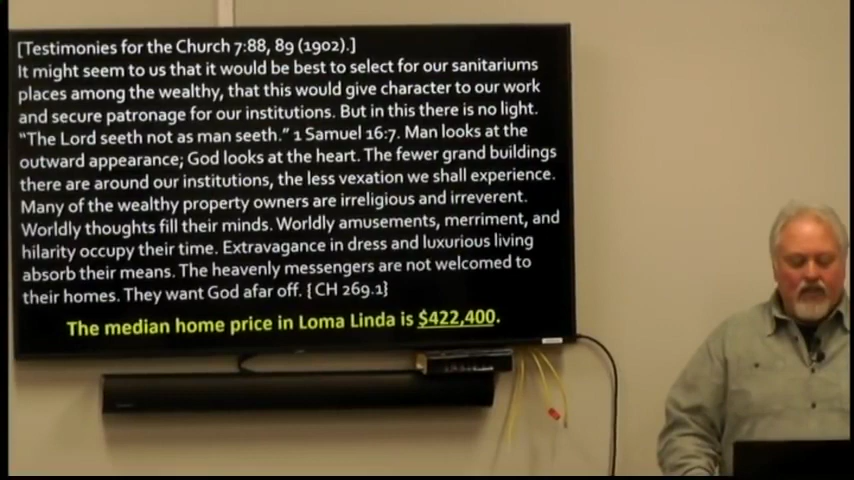 [Testimonies for the Church 7:88, 89 (1902).]
It might seem to us that it would be best to select for our sanitariums
places among the wealthy, that this would give character to our work
and secure patronage for our institutions. But in this there is no light.
“The Lord seeth not as man seeth.” 1 Samuel 16:7. Man looks at the
outward appearance; God looks at the heart. The fewer grand buildings
there are around our institutions, the less vexation we shall experience.
Many of the wealthy property owners are irreligious and irreverent.
Worldly thoughts fill their minds. Worldly amusements, merriment, and
hilarity occupy their time. Extravagance in dress and luxurious living
absorb their means. The heavenly messengers are not welcomed to
their homes. They want God afar off. {CH 269.1}
The median home price in Loma Linda is $422,400.